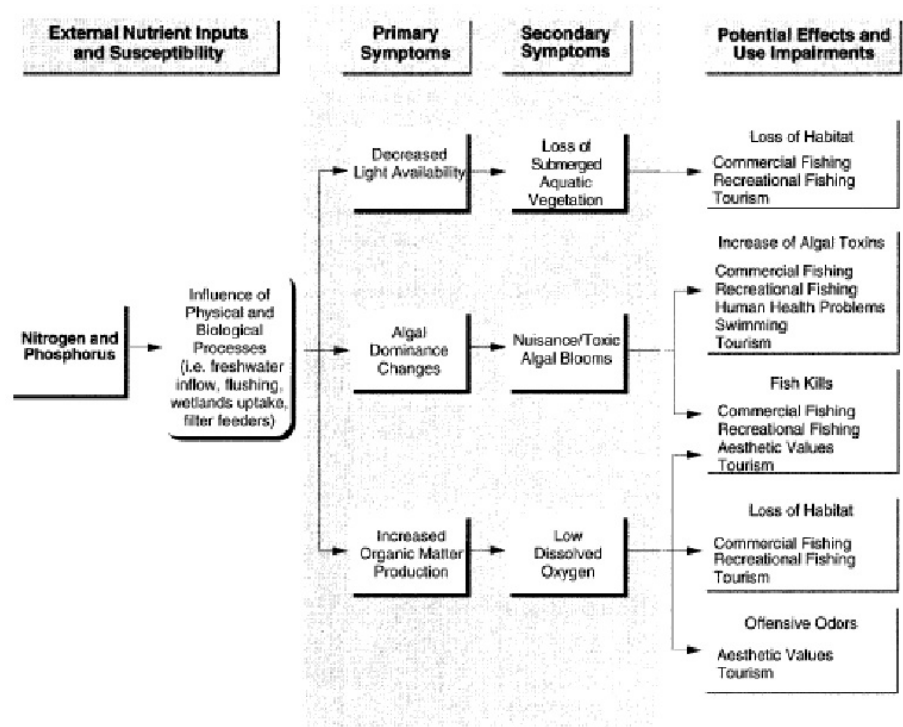 External Nutrient Inputs
and Susceptibility
Primary
Symptoms
Secondary
Symptoms
Potential Effects and
Use Impairments
Nitrogen and
Phosphorus
Influence of
Physical and
Biological
Processes
(i.e. freshwater
inflow, flushing,
wetlands uptake,
filter feeders)
Decreased
Light Availability
Loss of
Submerged
Aquatic
Vegetation
Loss of Habitat
Commercial Fishing
Recreational Fishing
Tourism
Algal
Dominance
Changes
Nuisance/Toxic
Algal Blooms
Increase of Algal Toxins
Commercial Fishing
Recreational Fishing
Human Health Problems
Swimming
Tourism
Fish Kills
Commercial Fishing
Recreational Fishing
Aesthetic Values
Tourism
Increased
Organic Matter
Production
Low
Dissolved
Oxygen
Loss of Habitat
Commercial Fishing
Recreational Fishing
Tourism
Offensive Odors
Aesthetic Values
Tourism